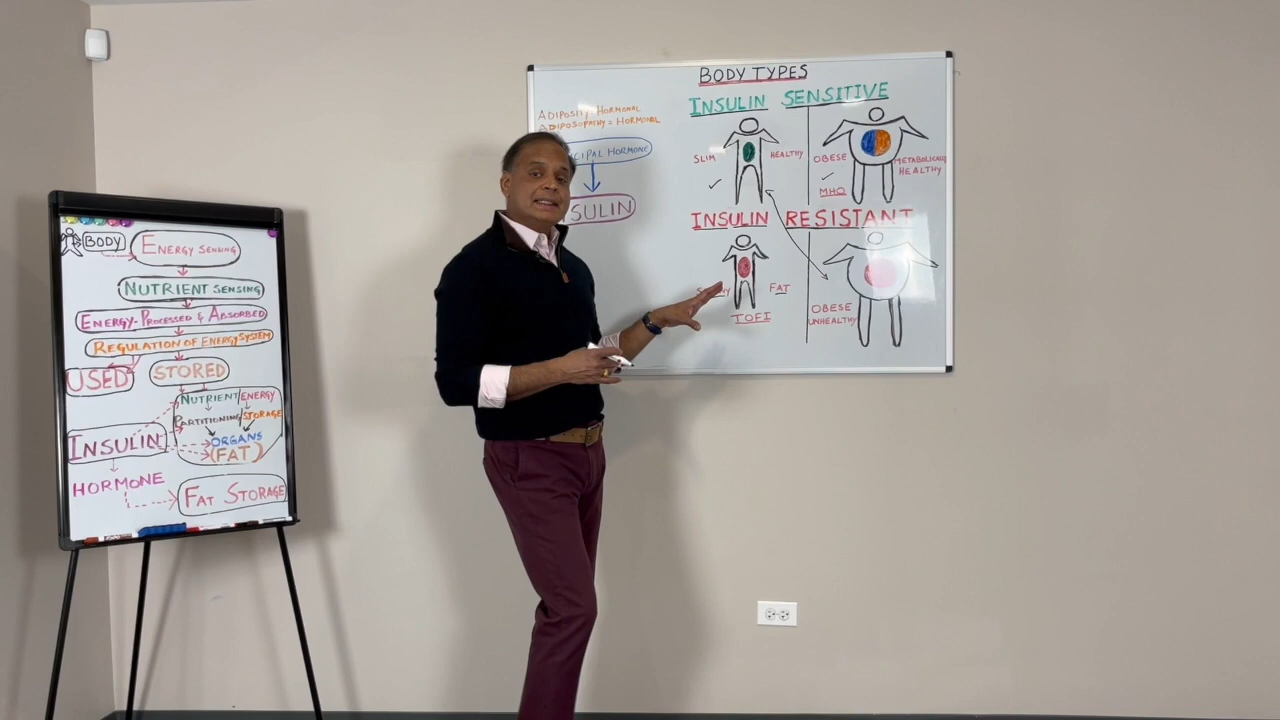 BODY
ENERGY SENSING
NUTRIENT SENSING
ENERGY-PROCESSED & ABSORBED
REGULATION OF ENERGY SYSTEM
USED
STORED
NUTRIENT/ENERGY
PARTITIONING/STORAGE
INSULIN
ORGANS
(FAT)
HORMONE
FAT STORAGE
BODY TYPES
ADIPOSITY HORMONAL
ADIPOSOPATHY = HORMONAL
HORMONE
INSULIN SENSITIVE
SLIM
HEALTHY
OBESE
METABOLICALLY
HEALTHY
MHO
INSULIN RESISTANT
FAT
TOFI
OBESE
UNHEALTHY